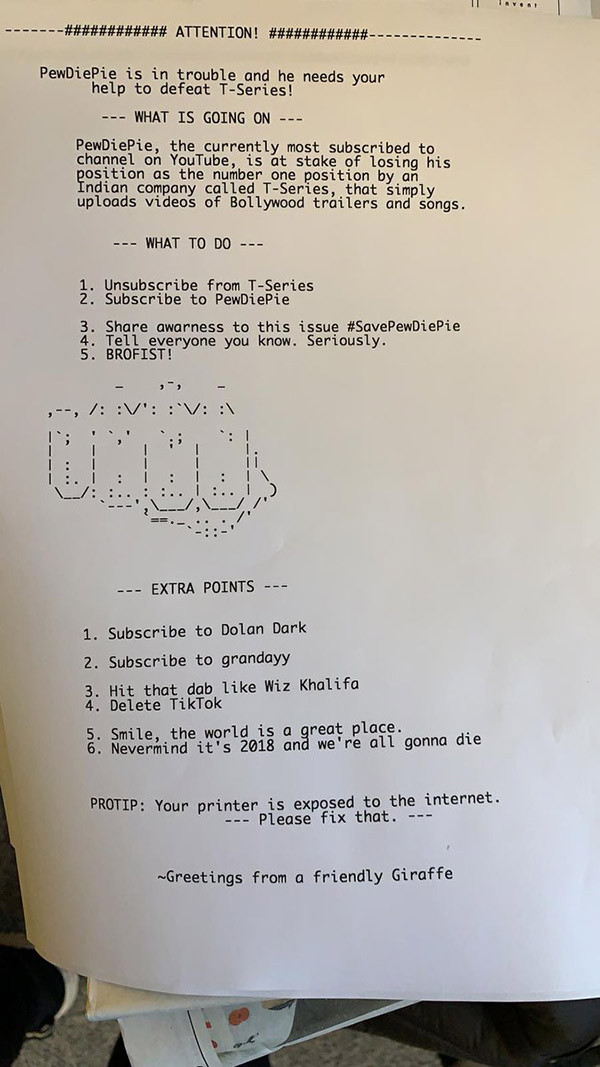 -------############ ATTENTION! ############--------------
PewDiePie is in trouble and he needs your
help to defeat T-Series!
--- WHAT IS GOING ON ---
PewDiePie, the currently most subscribed to
channel on YouTube, is at stake of losing his
position as the number one position by an
Indian company called T-Series, that simply
uploads videos of Bollywood trailers and songs.
--- WHAT TO DO ---
1. Unsubscribe from T-Series
2. Subscribe to PewDiePie
3. Share awarness to this issue #SavePewDiePie
4. Tell everyone you know. Seriously.
5. BROFIST!
--- EXTRA POINTS ---
1. Subscribe to Dolan Dark
2. Subscribe to grandayy
3. Hit that dab like Wiz Khalifa
4. Delete TikTok
5. Smile, the world is a great place.
6. Nevermind it's 2018 and we're all gonna die
PROTIP: Your printer is exposed to the internet.
--- Please fix that. ---
~Greetings from a friendly Giraffe